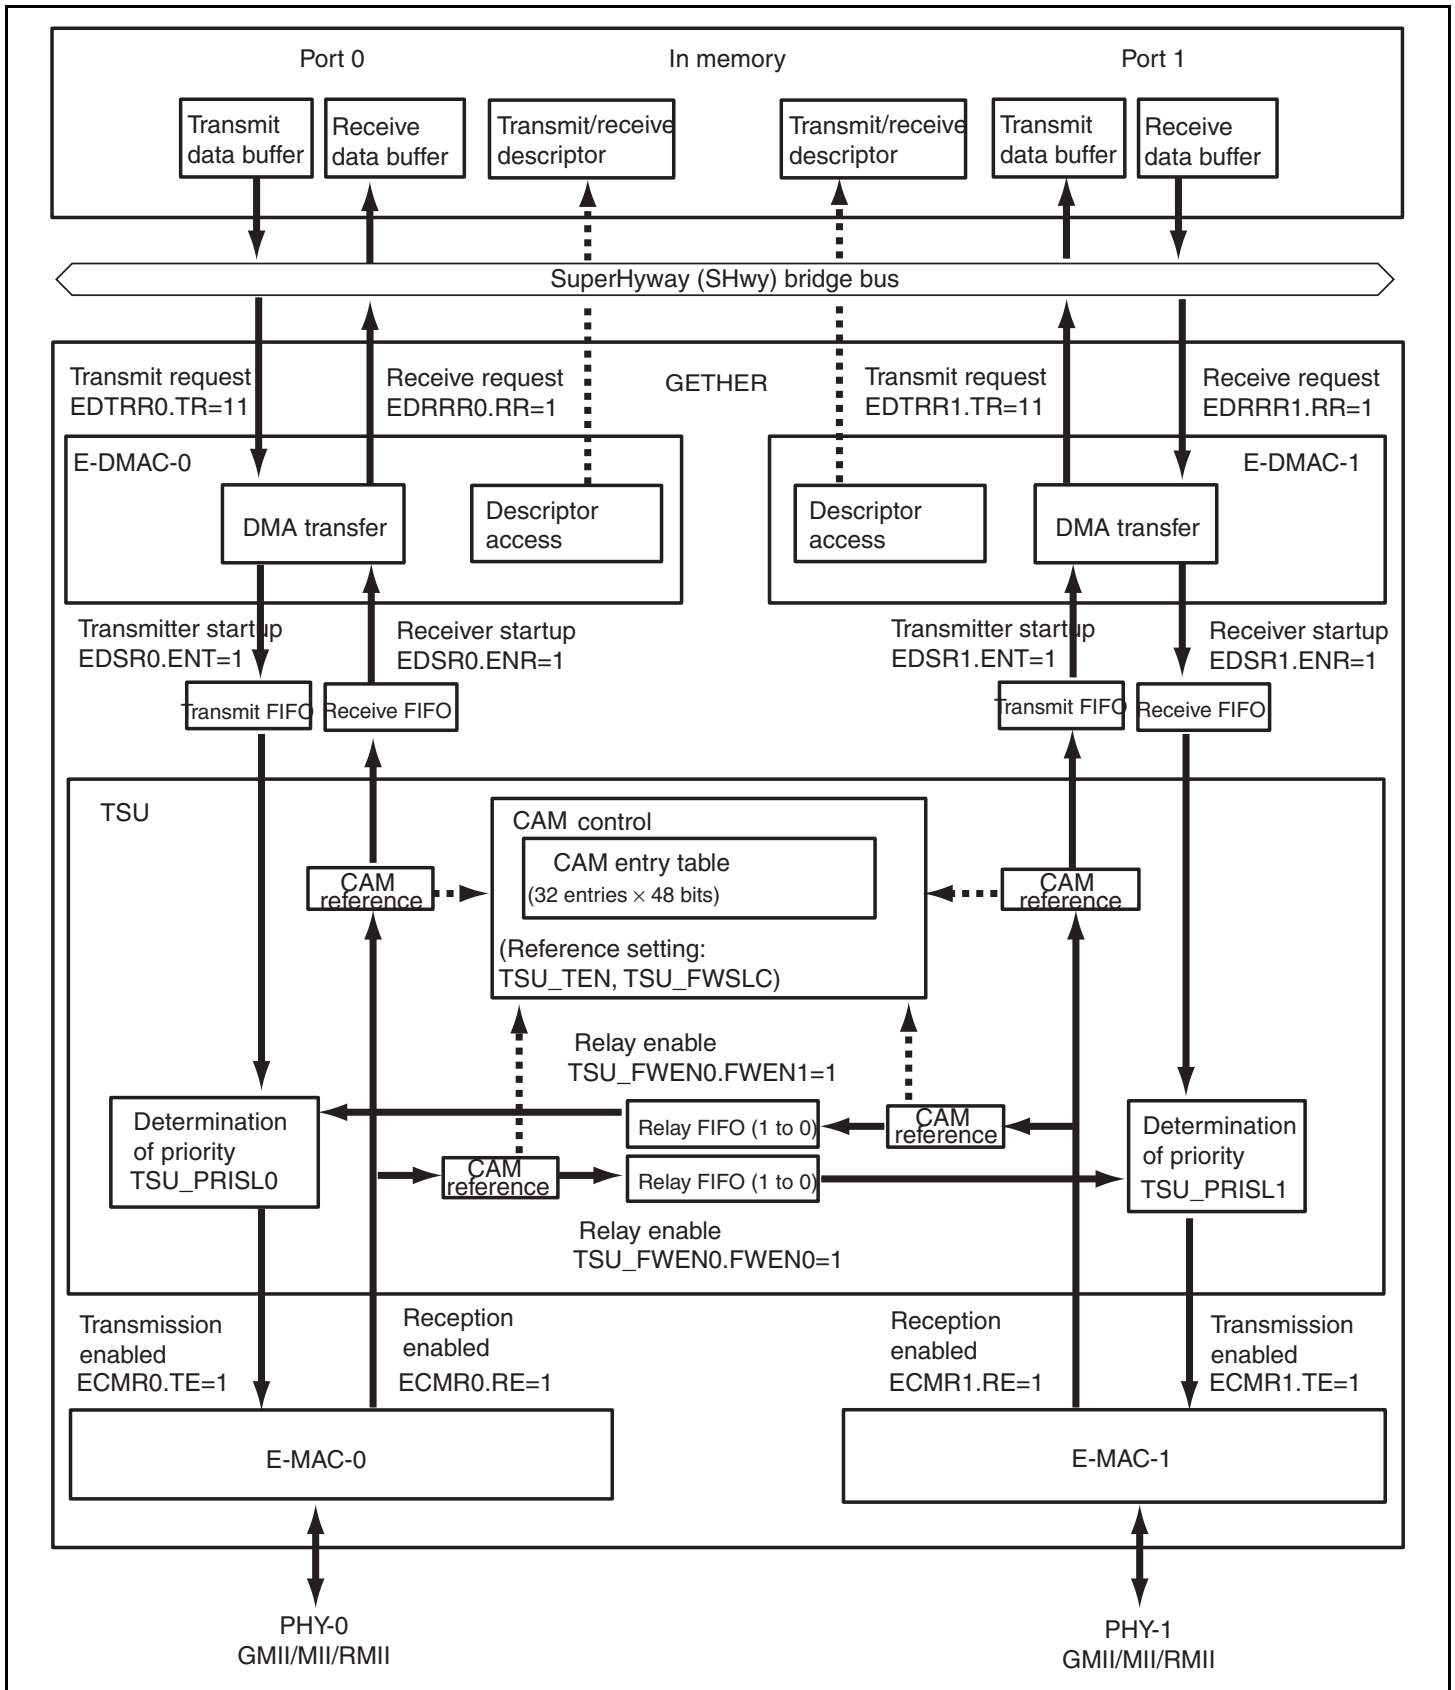 Port 0
In memory
Port 1
Transmit
data buffer
Receive
data buffer
Transmit/receive
descriptor
Transmit/receive
descriptor
Transmit
data buffer
Receive
data buffer
SuperHyway (SHwy) bridge bus
GETHER
Transmit request
EDTRR0.TR=11
Receive request
EDRRR0.RR=1
Transmit request
EDTRR1.TR=11
Receive request
EDRRR1.RR=1
E-DMAC-0
E-DMAC-1
DMA transfer
Descriptor
access
Descriptor
access
DMA transfer
Transmitter startup
EDSR0.ENT=1
Receiver startup
EDSR0.ENR=1
Transmitter startup
EDSR1.ENT=1
Receiver startup
EDSR1.ENR=1
Transmit FIFO
Receive FIFO
Transmit FIFO
Receive FIFO
TSU
CAM control
CAM entry table
(32 entries × 48 bits)
(Reference setting:
TSU_TEN, TSU_FWSLC)
CAM
reference
CAM
reference
Relay enable
TSU_FWEN0.FWEN1=1
Determination
of priority
TSU_PRISL0
Relay FIFO (1 to 0)
CAM
reference
Determination
of priority
TSU_PRISL1
CAM
reference
Relay FIFO (1 to 0)
Relay enable
TSU_FWEN0.FWEN0=1
Transmission
enabled
ECMR0.TE=1
Reception
enabled
ECMR0.RE=1
Reception
enabled
ECMR1.RE=1
Transmission
enabled
ECMR1.TE=1
E-MAC-0
E-MAC-1
PHY-0
GMII/MII/RMII
PHY-1
GMII/MII/RMII